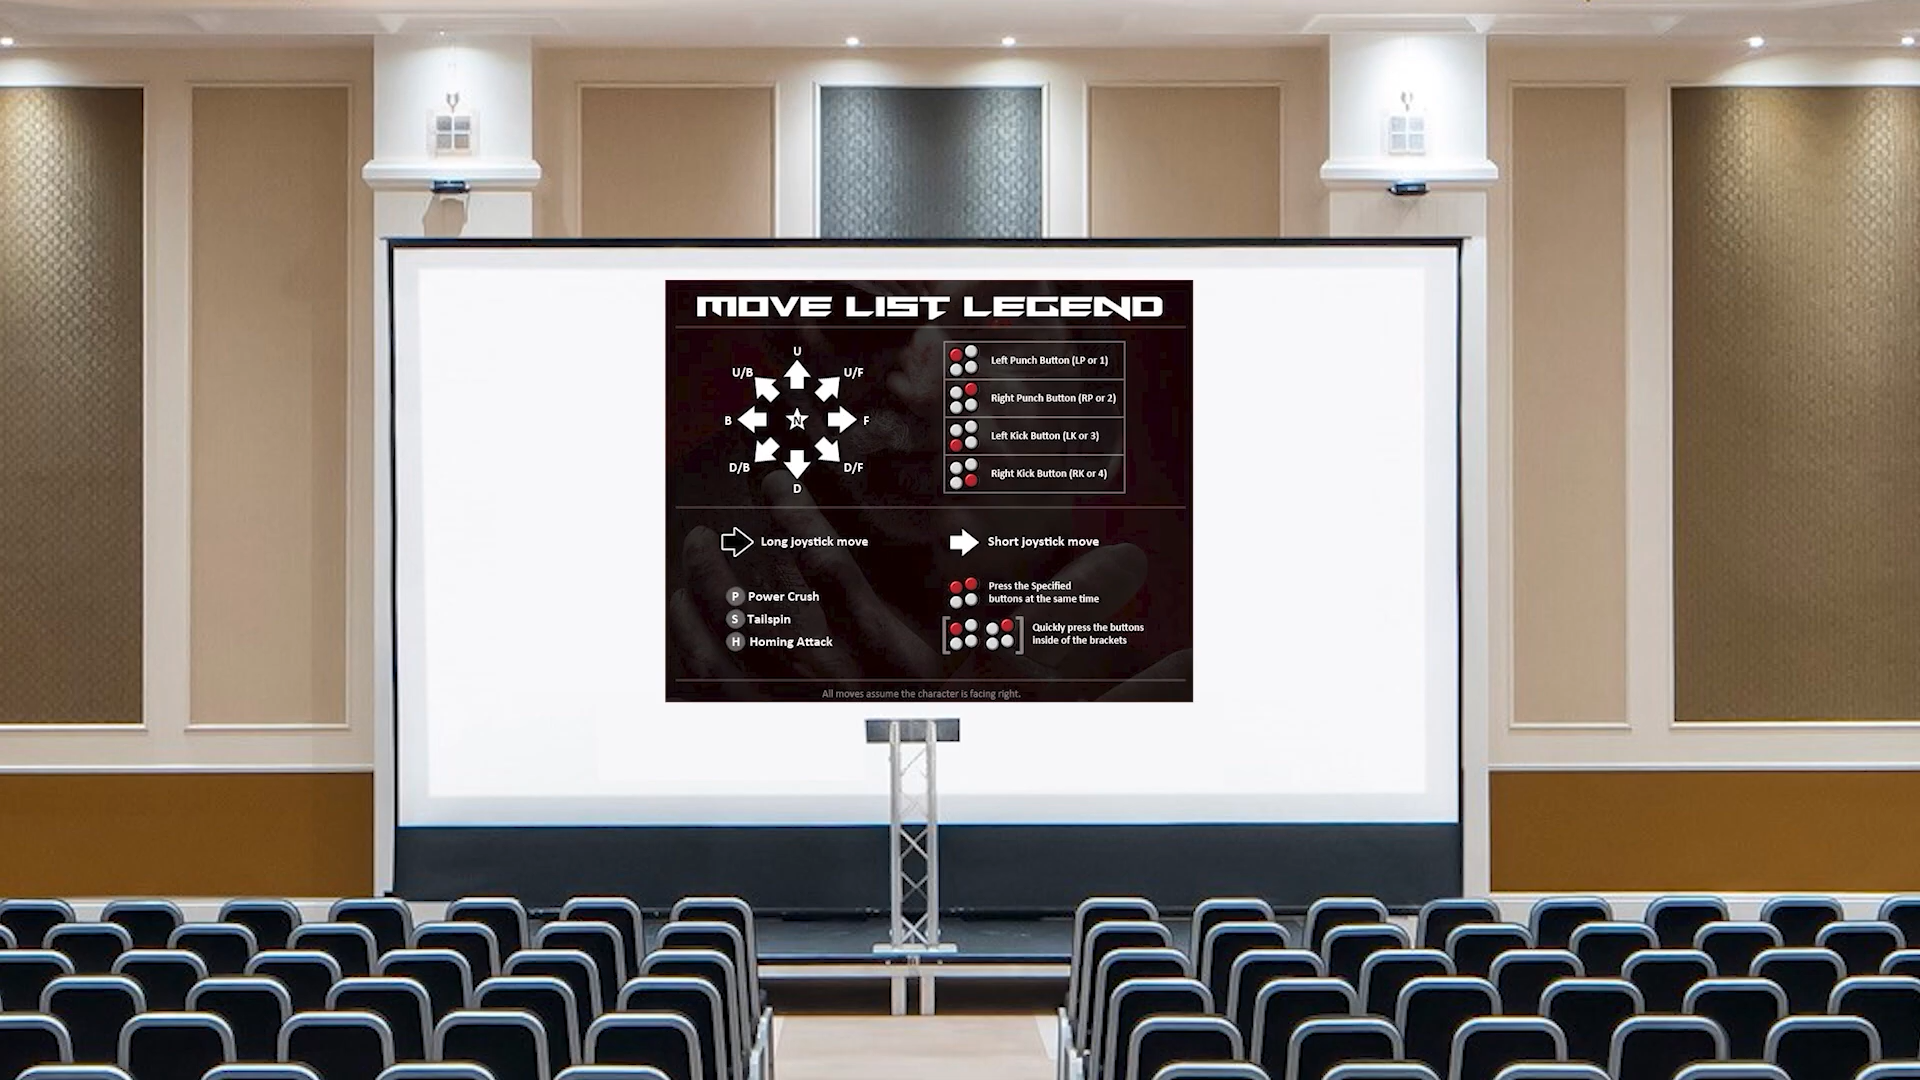 MOVE LIST LEGEND
U
U/B
U/F
B
N
F
D/B
D/F
D
Left Punch Button (LP or 1)
Right Punch Button (RP or 2)
Left Kick Button (LK or 3)
Right Kick Button (RK or 4)
Long joystick move
Short joystick move
P Power Crush
S Tailspin
H Homing Attack
Press the Specified
buttons at the same time
Quickly press the buttons
inside of the brackets
All moves assume the character is facing right.